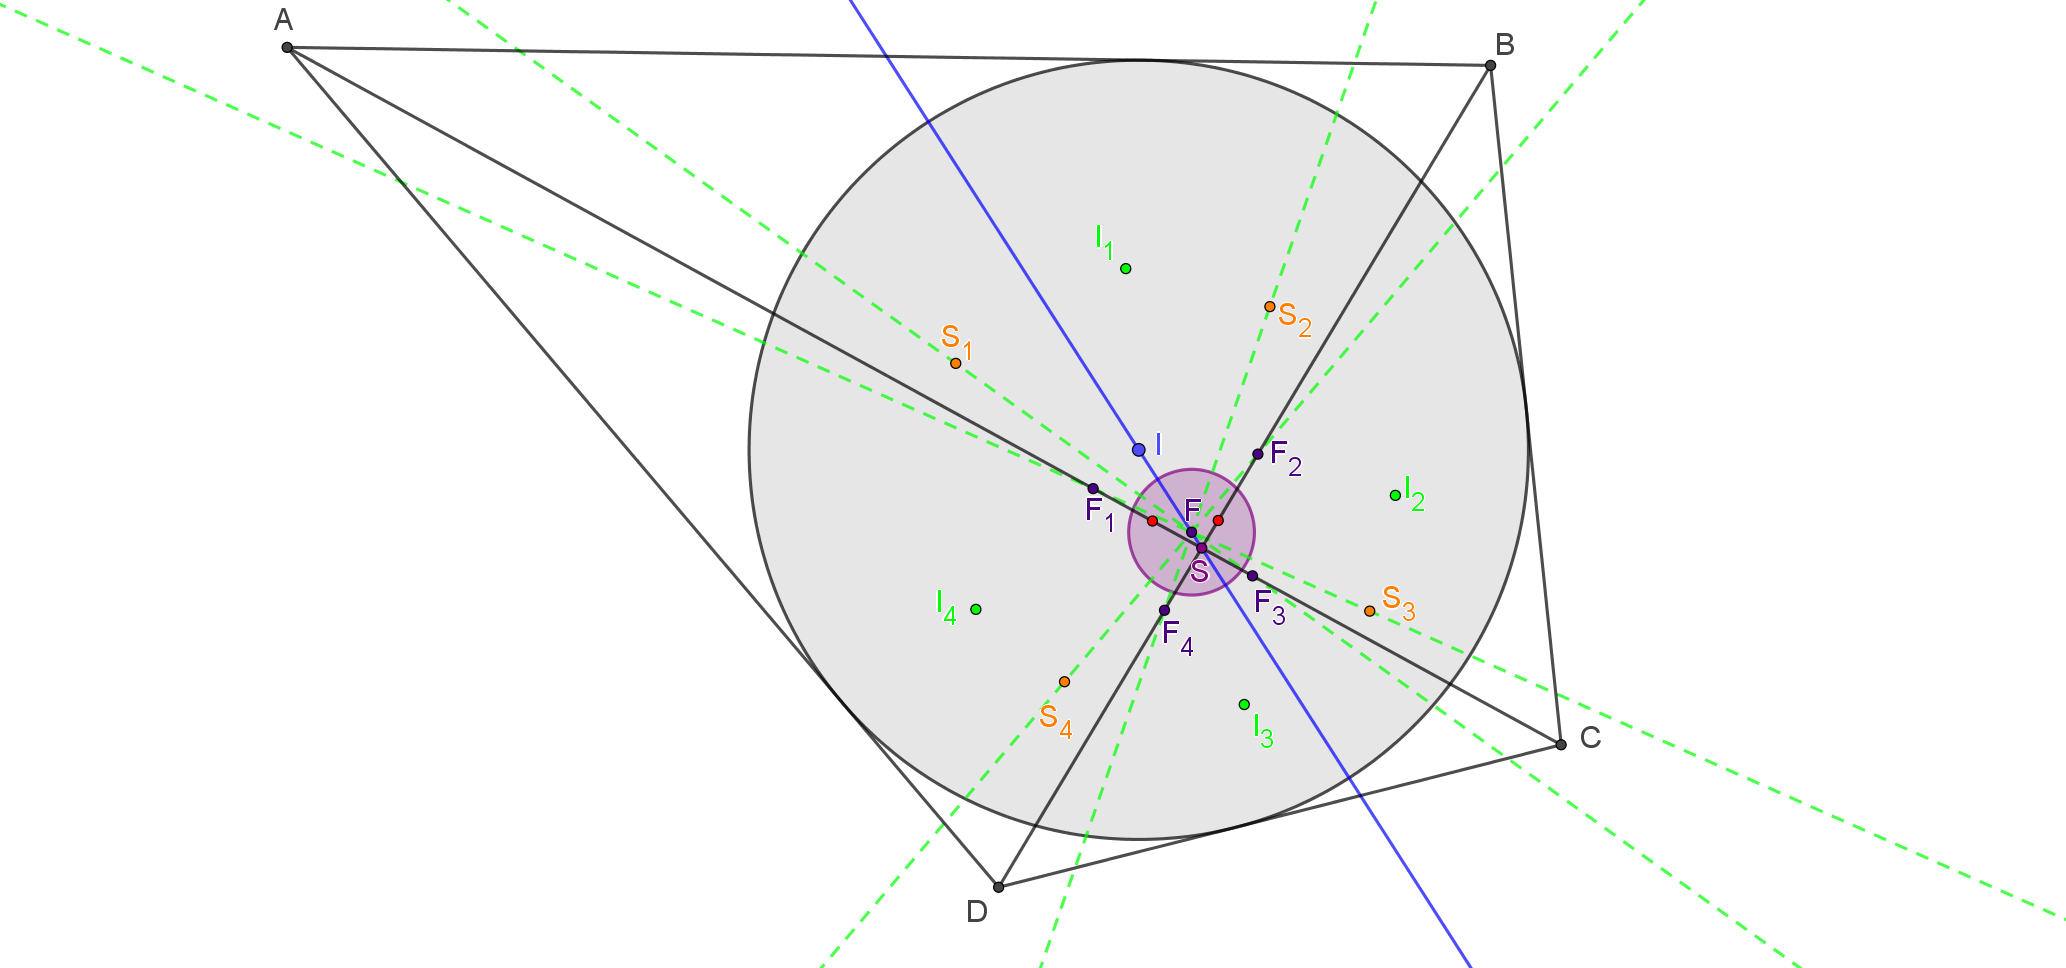 A
B
I₁
S₂
S₁
I
F₂
I₂
F₁
F
S
I₄
F₃
S₃
F₄
S₄
I₃
C
D